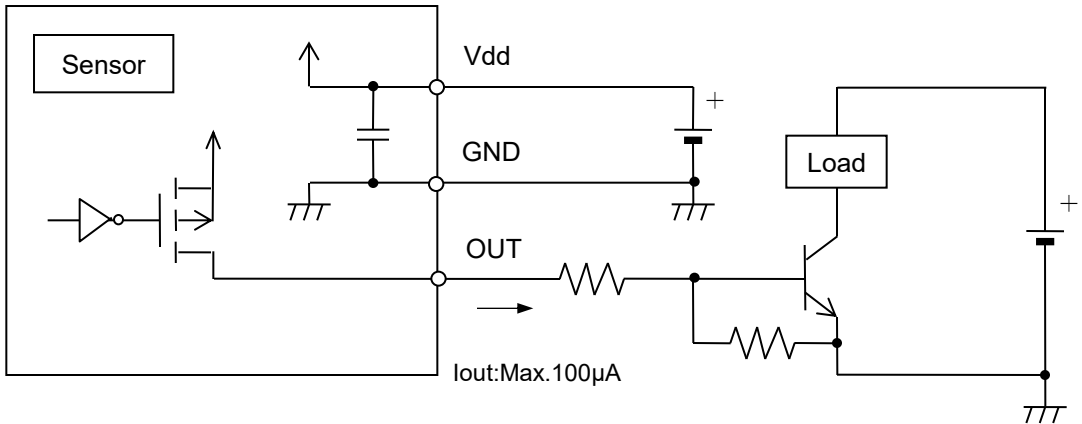 Sensor
Vdd
+
GND
Load
+
OUT
Iout:Max.100µA